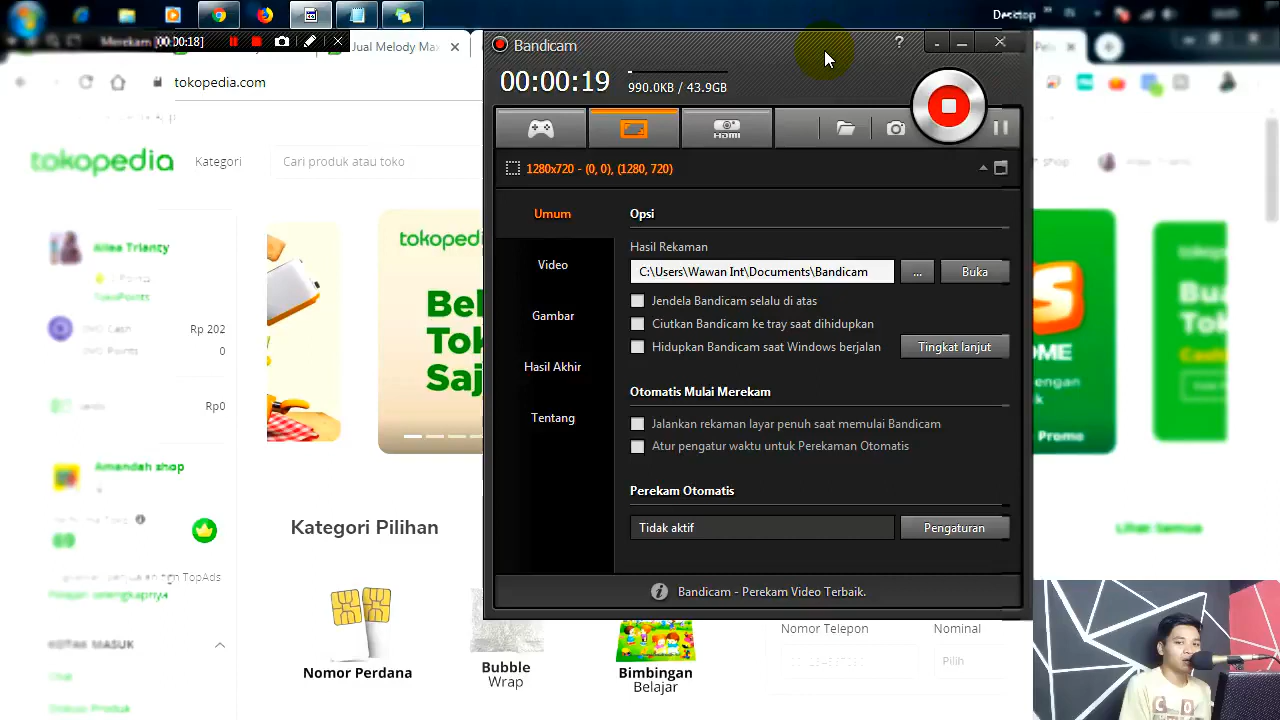 Desktop
Merekam [00:00:18]
Jual Melody Ma
tokopedia.com
tokopedia
Kategori
Cari produk atau toko
Rp 202
0
Rp0
Amandah shop
Kategori Pilihan
Nomor Perdana
Bubble
Wrap
Bimbingan
Belajar
Nomor Telepon
Nominal
Pilih
Lihat Semua
Promo
Bandicam
00:00:19
990.0KB / 43.9GB
HDMI
1280x720 - (0, 0), (1280, 720)
Umum
Video
Gambar
Hasil Akhir
Tentang
Opsi
Hasil Rekaman
C:\Users\Wawan Int\Documents\Bandicam
...
Buka
Jendela Bandicam selalu di atas
Ciutkan Bandicam ke tray saat dihidupkan
Hidupkan Bandicam saat Windows berjalan
Tingkat lanjut
Otomatis Mulai Merekam
Jalankan rekaman layar penuh saat memulai Bandicam
Atur pengatur waktu untuk Perekaman Otomatis
Perekam Otomatis
Tidak aktif
Pengaturan
Bandicam - Perekam Video Terbaik.